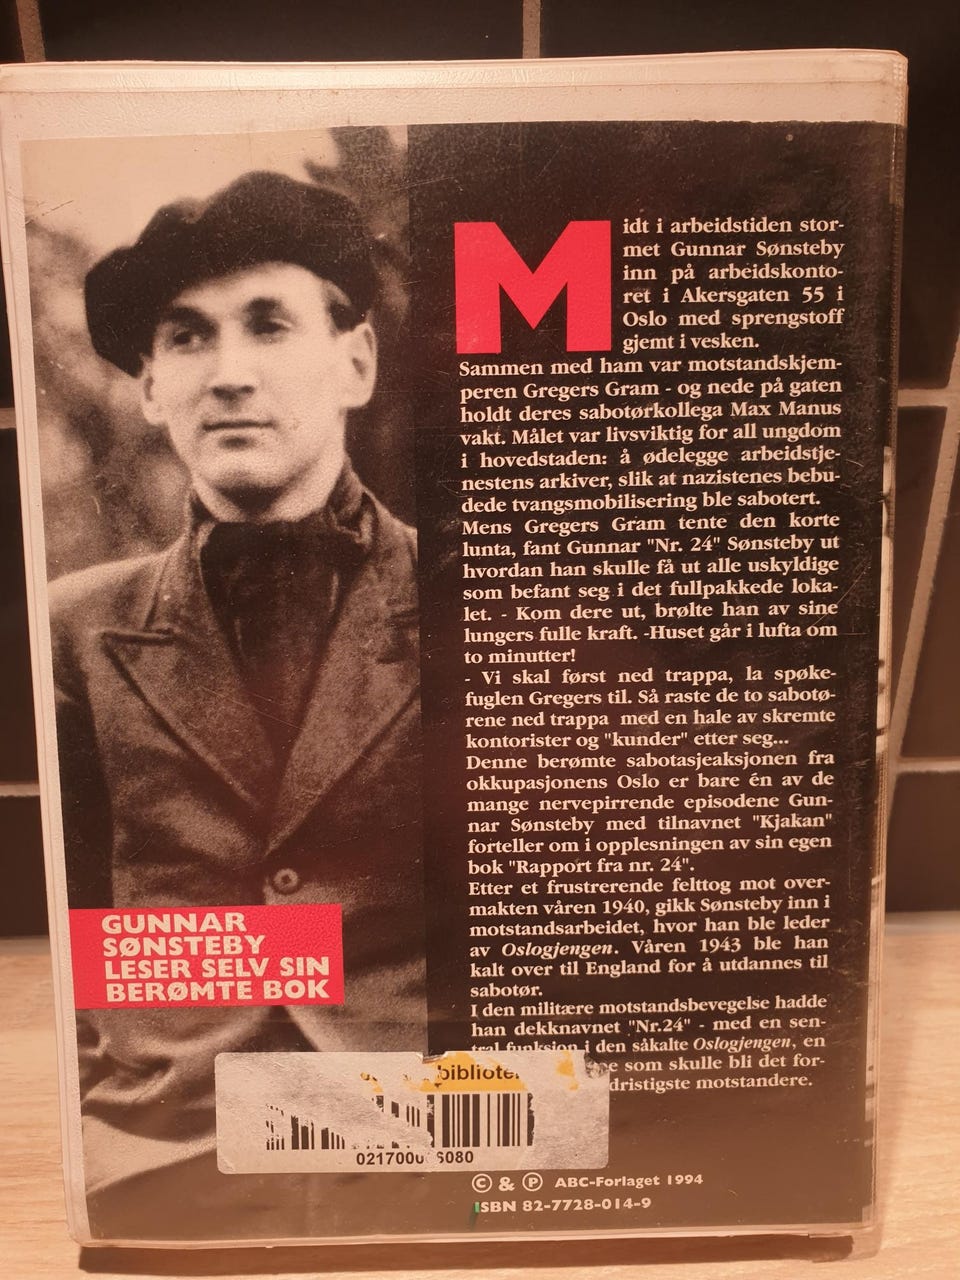 Midt i arbeidstiden stor-
met Gunnar Sønsteby
inn på arbeidskonto-
ret i Akersgaten 55 i
Oslo med sprengstoff
gjemt i vesken.
Sammen med ham var motstandskjem-
peren Gregers Gram - og nede på gaten
holdt deres sabotørkollega Max Manus
vakt. Målet var livsviktig for all ungdom
i hovedstaden: å ødelegge arbeidstje-
nestens arkiver, slik at nazistenes bebu-
dede tvangsmobilisering ble sabotert.
Mens Gregers Gram tente den korte
lunta, fant Gunnar "Nr. 24" Sønsteby ut
hvordan han skulle få ut alle uskyldige
som befant seg i det fullpakkede loka-
let. - Kom dere ut, brølte han av sine
lungers fulle kraft. -Huset går i lufta om
to minutter!
- Vi skal først ned trappa, la spøke-
fuglen Gregers til. Så raste de to sabotø-
rene ned trappa med en hale av skremte
kontorister og "kunder" etter seg...
Denne berømte sabotasjeaksjonen fra
okkupasjonens Oslo er bare én av de
mange nervepirrende episodene Gun-
nar Sønsteby med tilnavnet "Kjakan"
forteller om i opplesningen av sin egen
bok "Rapport fra nr. 24".
Etter et frustrerende felttog mot over-
makten våren 1940, gikk Sønsteby inn i
motstandsarbeidet, hvor han ble leder
av Oslogjengen. Våren 1943 ble han
kalt over til England for å utdannes til
sabotør.
I den militære motstandsbevegelse hadde
han dekknavnet "Nr.24" - med en sen-
tral funksjon i den såkalte Oslogjengen, en
som skulle bli det for-
dristigste motstandere.
GUNNAR
SØNSTEBY
LESER SELV SIN
BERØMTE BOK
© & ℗ ABC-Forlaget 1994
ISBN 82-7728-014-9